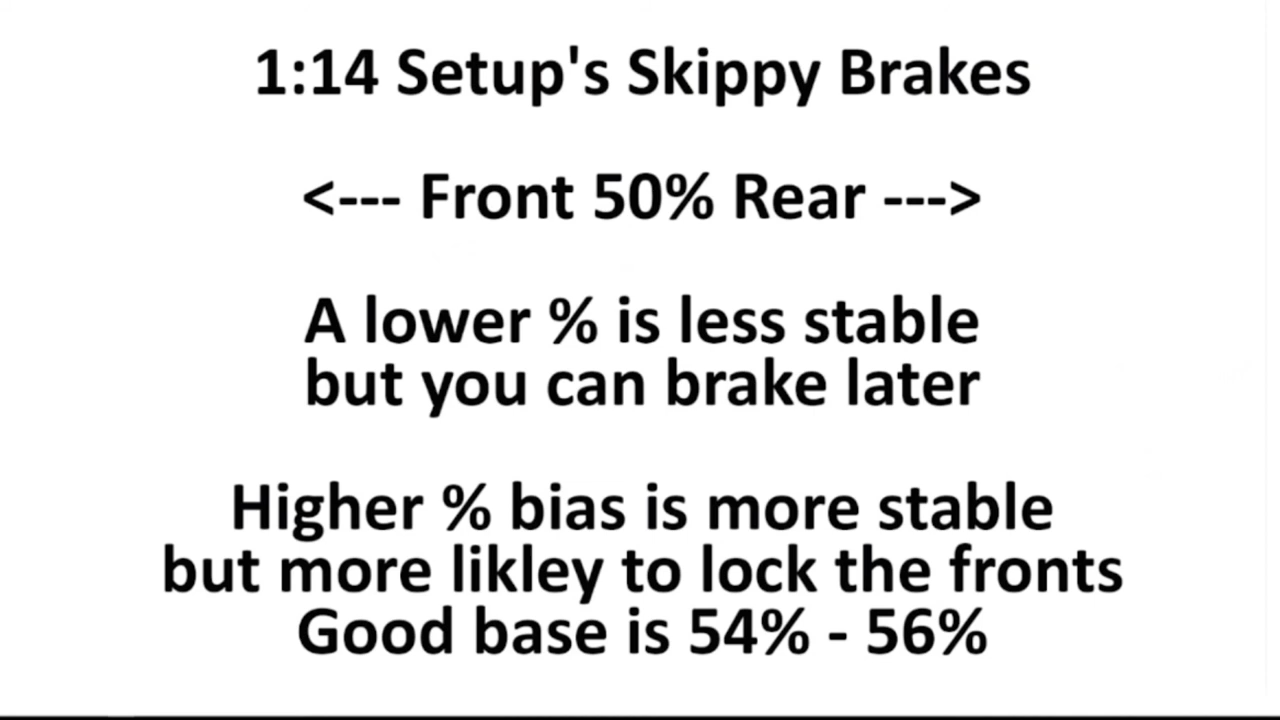 1:14 Setup's Skippy Brakes
<--- Front 50% Rear --->
A lower % is less stable
but you can brake later
Higher % bias is more stable
but more likley to lock the fronts
Good base is 54% - 56%